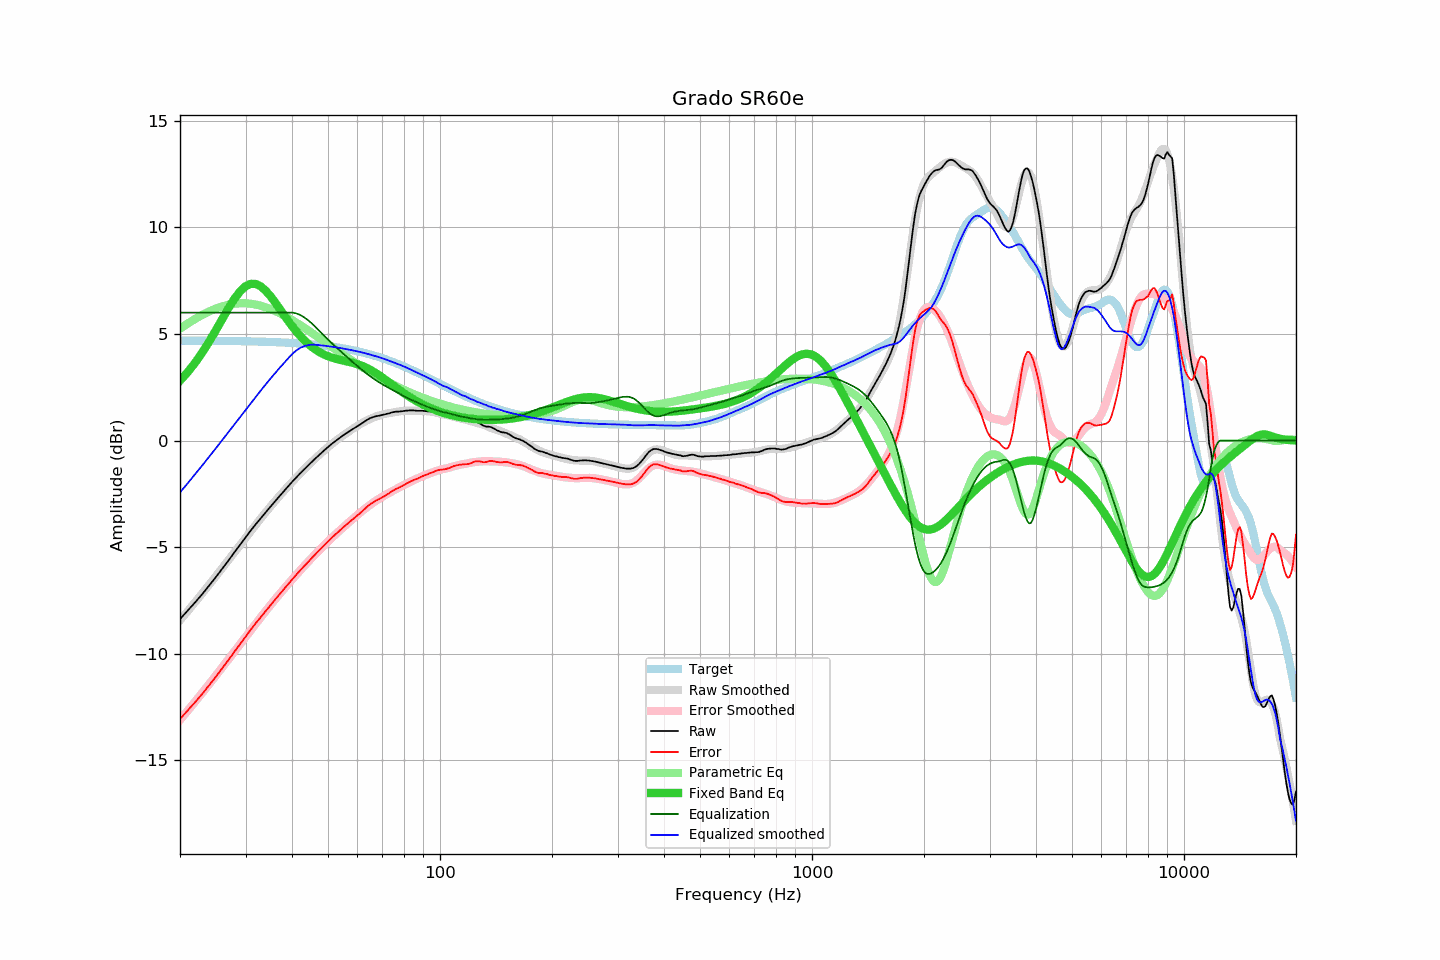 Grado SR60e
15
10
5
0
−5
−10
−15
Amplitude (dBr)
Target
Raw Smoothed
Error Smoothed
Raw
Error
Parametric Eq
Fixed Band Eq
Equalization
Equalized smoothed
100
1000
10000
Frequency (Hz)